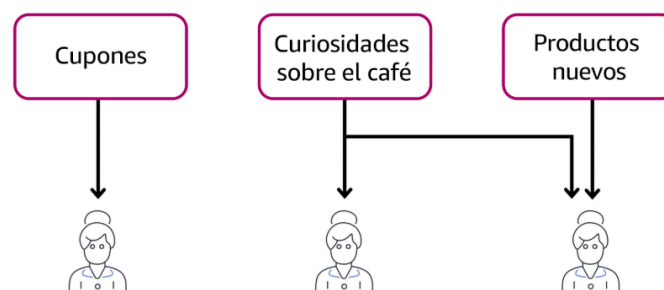 Cupones
Curiosidades
sobre el café
Productos
nuevos